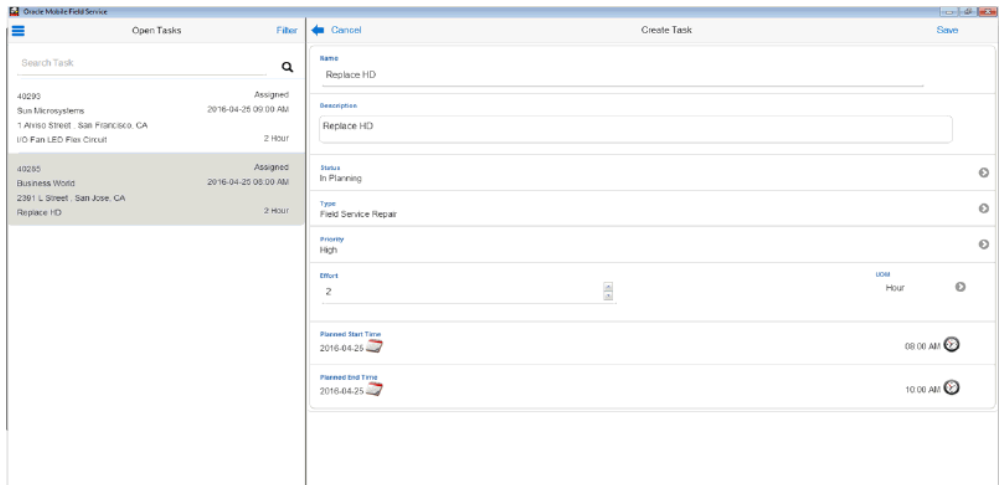 Oracle Mobile Field Service
Open Tasks
Filter
Search Task
40293
Assigned
Sun Microsystems
2016-04-25 09:00 AM
1 Alviso Street , San Francisco, CA
I/O Fan LED Flex Circuit
2 Hour
40285
Assigned
Business World
2016-04-25 08:00 AM
2391 L Street , San Jose, CA
Replace HD
2 Hour
Cancel
Create Task
Save
Name
Replace HD
Description
Replace HD
Status
In Planning
Type
Field Service Repair
Priority
High
Effort
2
UOM
Hour
Planned Start Time
2016-04-25
08:00 AM
Planned End Time
2016-04-25
10:00 AM